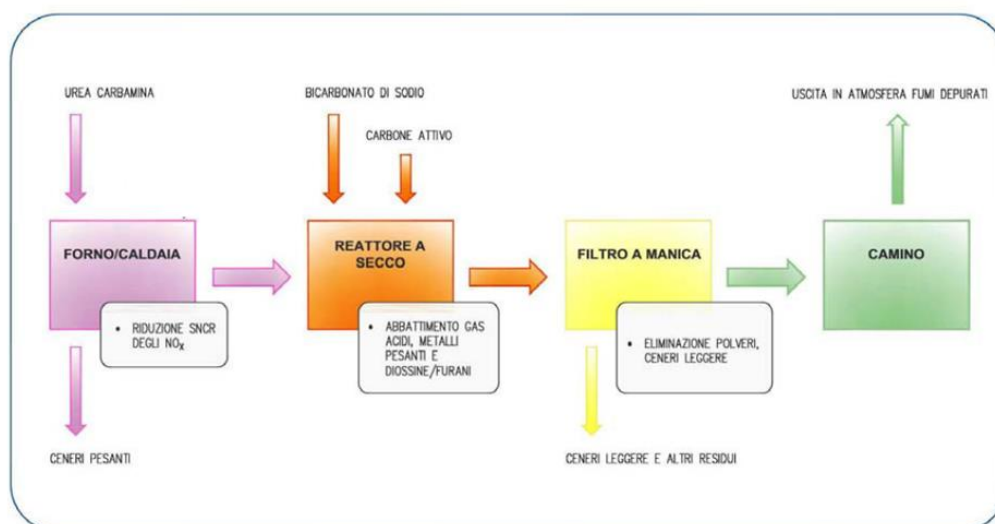 UREA CARBAMINA
BICARBONATO DI SODIO
CARBONE ATTIVO
USCITA IN ATMOSFERA FUMI DEPURATI
FORNO/CALDAIA
REATTORE A
SECCO
FILTRO A MANICA
CAMINO
• RIDUZIONE SNCR
DEGLI NOX
• ABBATTIMENTO GAS
ACIDI, METALLI
PESANTI E
DIOSSINE/FURANI
• ELIMINAZIONE POLVERI,
CENERI LEGGERE
CENERI PESANTI
CENERI LEGGERE E ALTRI RESIDUI